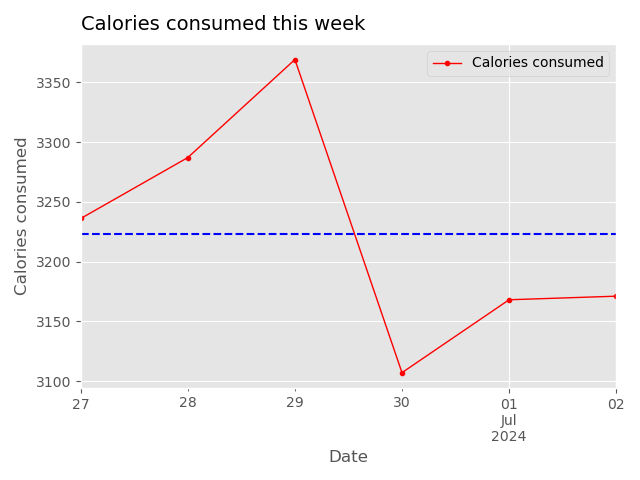 Calories consumed this week
Calories consumed
3350
3300
3250
3200
3150
3100
Calories consumed
27
28
29
30
01
02
Jul
2024
Date